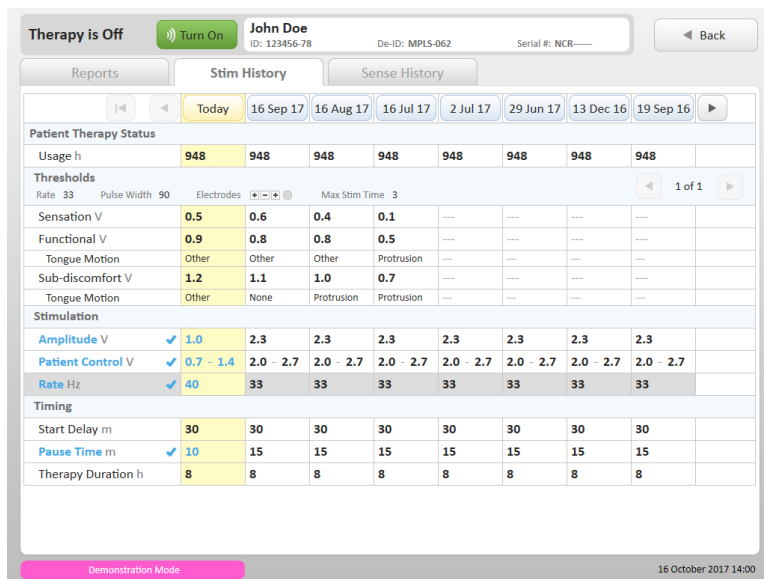 Therapy is Off
Turn On
John Doe
ID: 123456-78 De-ID: MPLS-062 Serial #: NCR------
Back
Reports Stim History Sense History
Today 16 Sep 17 16 Aug 17 16 Jul 17 2 Jul 17 29 Jun 17 13 Dec 16 19 Sep 16
Patient Therapy Status
Usage h 948 948 948 948 948 948 948 948
Thresholds
Rate 33 Pulse Width 90 Electrodes + - + Max Stim Time 3 1 of 1
Sensation V 0.5 0.6 0.4 0.1 --- --- --- ---
Functional V 0.9 0.8 0.8 0.5 --- --- --- ---
Tongue Motion Other Other Other Protrusion --- --- --- ---
Sub-discomfort V 1.2 1.1 1.0 0.7 --- --- --- ---
Tongue Motion Other None Protrusion Protrusion --- --- --- ---
Stimulation
Amplitude V 1.0 2.3 2.3 2.3 2.3 2.3 2.3 2.3
Patient Control V 0.7 - 1.4 2.0 - 2.7 2.0 - 2.7 2.0 - 2.7 2.0 - 2.7 2.0 - 2.7 2.0 - 2.7 2.0 - 2.7
Rate Hz 40 33 33 33 33 33 33 33
Timing
Start Delay m 30 30 30 30 30 30 30 30
Pause Time m 10 15 15 15 15 15 15 15
Therapy Duration h 8 8 8 8 8 8 8 8
Demonstration Mode
16 October 2017 14:00